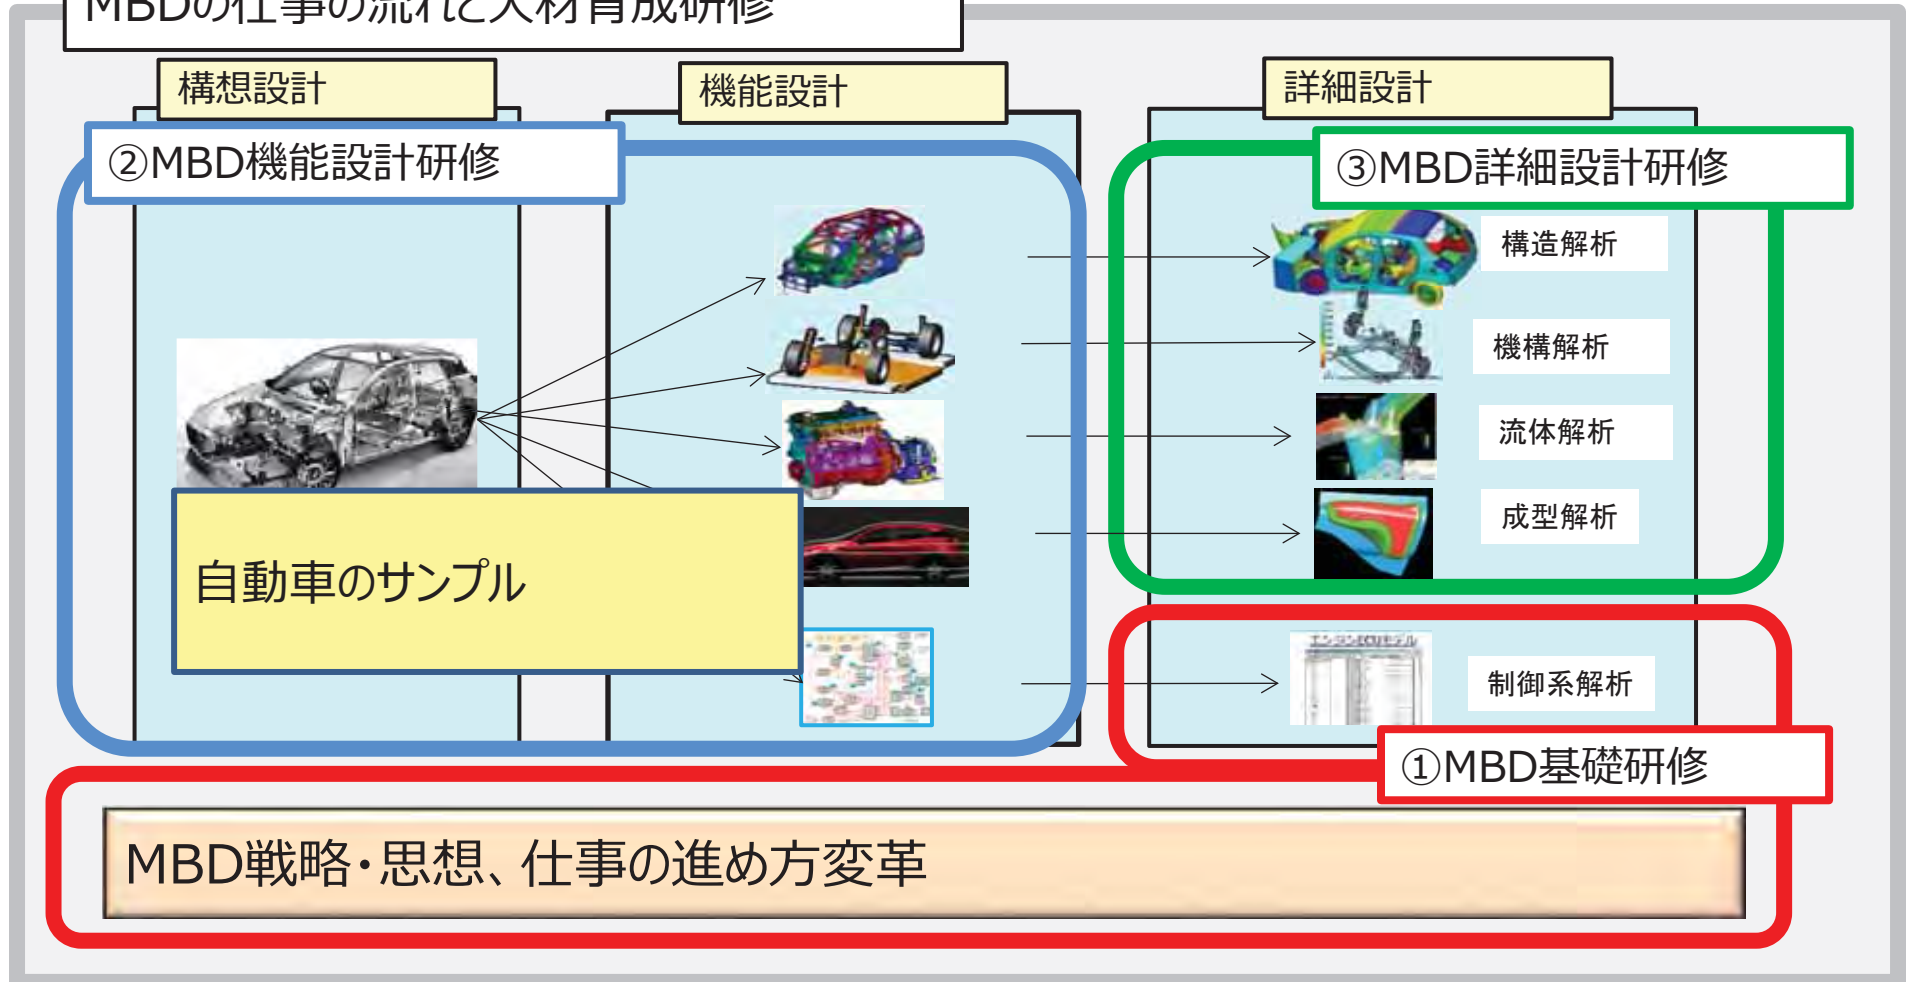 MBDの仕事の流れと人材育成研修
構想設計
機能設計
詳細設計
②MBD機能設計研修
③MBD詳細設計研修
構造解析
機構解析
流体解析
成型解析
自動車のサンプル
制御系解析
①MBD基礎研修
MBD戦略・思想、仕事の進め方変革